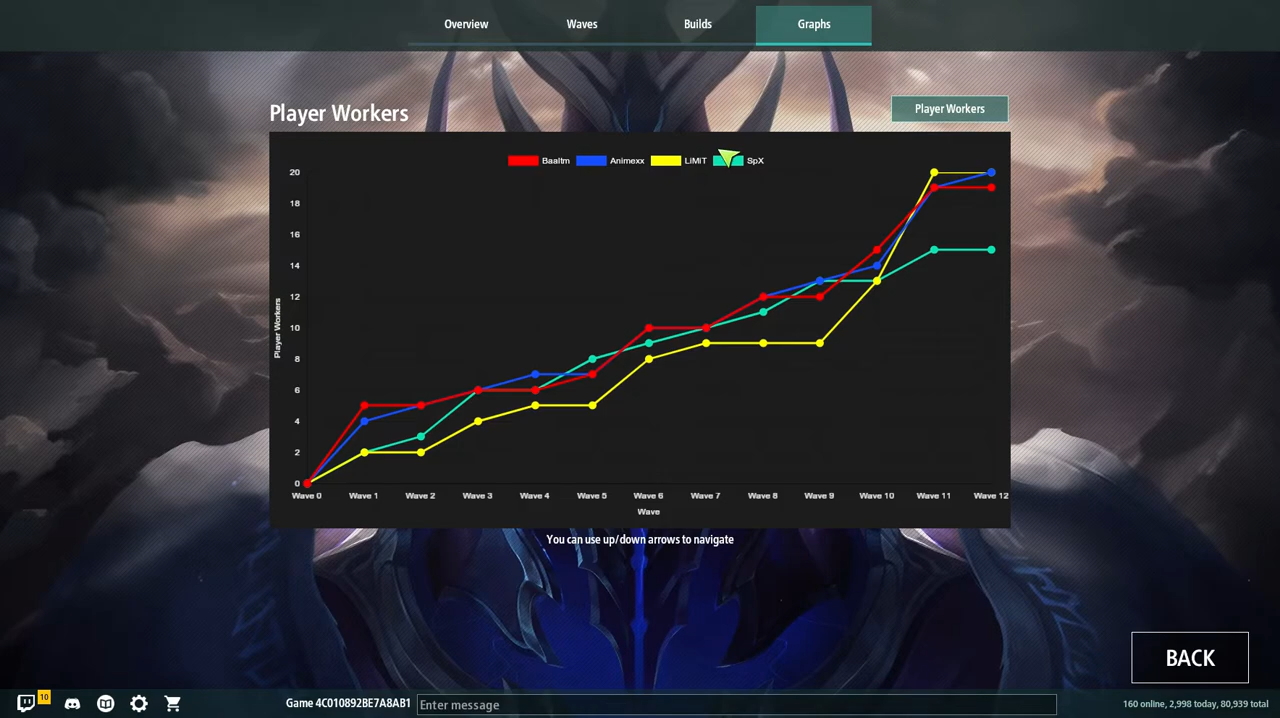 Overview Waves Builds Graphs
Player Workers
Player Workers
Baaltm Animexx LiMiT SpX
20
18
16
14
12
10
8
6
4
2
0
Player Workers
Wave 0 Wave 1 Wave 2 Wave 3 Wave 4 Wave 5 Wave 6 Wave 7 Wave 8 Wave 9 Wave 10 Wave 11 Wave 12
Wave
You can use up/down arrows to navigate
BACK
10
Game 4C010892BE7A8AB1
Enter message
160 online, 2,998 today, 80,939 total